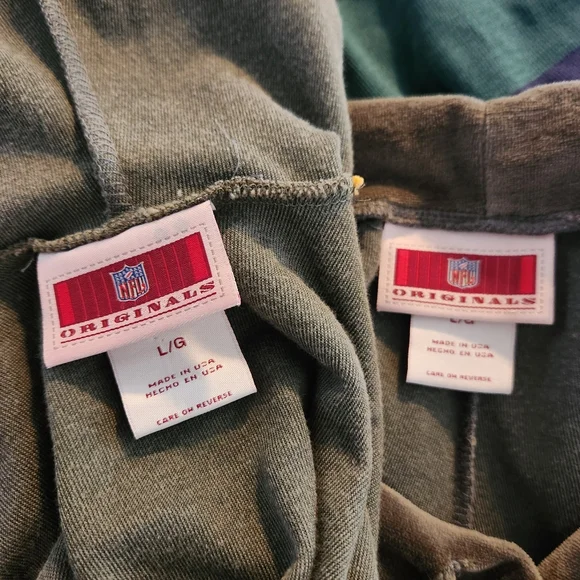 NFL
ORIGINALS
L/G
MADE IN USA
HECHO EN USA
CARE ON REVERSE
NFL
ORIGINALS
MADE IN USA
HECHO EN USA
CARE ON REVERSE